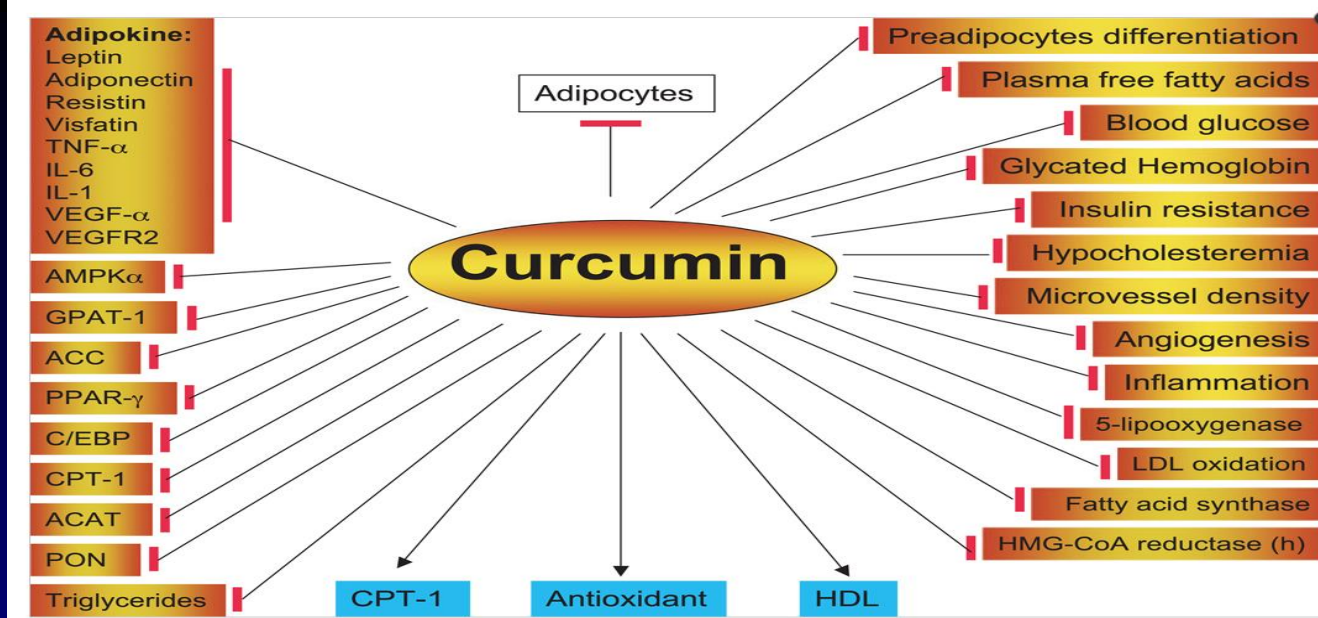 Adipokine:
Leptin
Adiponectin
Resistin
Visfatin
TNF-α
IL-6
IL-1
VEGF-α
VEGFR2
AMPKα
GPAT-1
ACC
PPAR-γ
C/EBP
CPT-1
ACAT
PON
Triglycerides
Adipocytes
Curcumin
CPT-1
Antioxidant
HDL
Preadipocytes differentiation
Plasma free fatty acids
Blood glucose
Glycated Hemoglobin
Insulin resistance
Hypocholesteremia
Microvessel density
Angiogenesis
Inflammation
5-lipooxygenase
LDL oxidation
Fatty acid synthase
HMG-CoA reductase (h)